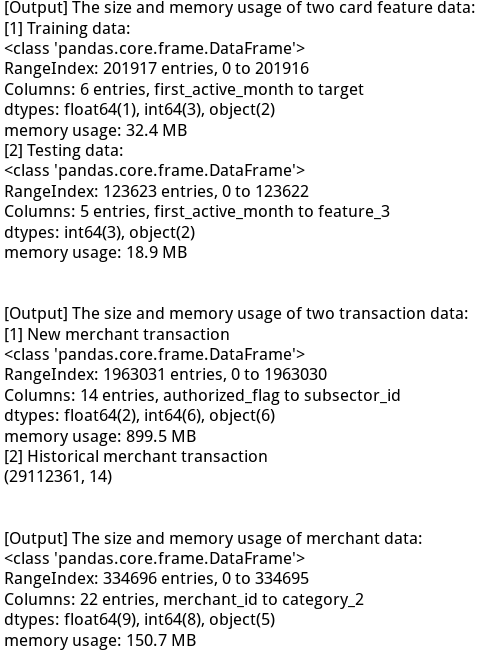 [Output] The size and memory usage of two card feature data:
[1] Training data:
<class 'pandas.core.frame.DataFrame'>
RangeIndex: 201917 entries, 0 to 201916
Columns: 6 entries, first_active_month to target
dtypes: float64(1), int64(3), object(2)
memory usage: 32.4 MB
[2] Testing data:
<class 'pandas.core.frame.DataFrame'>
RangeIndex: 123623 entries, 0 to 123622
Columns: 5 entries, first_active_month to feature_3
dtypes: int64(3), object(2)
memory usage: 18.9 MB
[Output] The size and memory usage of two transaction data:
[1] New merchant transaction
<class 'pandas.core.frame.DataFrame'>
RangeIndex: 1963031 entries, 0 to 1963030
Columns: 14 entries, authorized_flag to subsector_id
dtypes: float64(2), int64(6), object(6)
memory usage: 899.5 MB
[2] Historical merchant transaction
(29112361, 14)
[Output] The size and memory usage of merchant data:
<class 'pandas.core.frame.DataFrame'>
RangeIndex: 334696 entries, 0 to 334695
Columns: 22 entries, merchant_id to category_2
dtypes: float64(9), int64(8), object(5)
memory usage: 150.7 MB